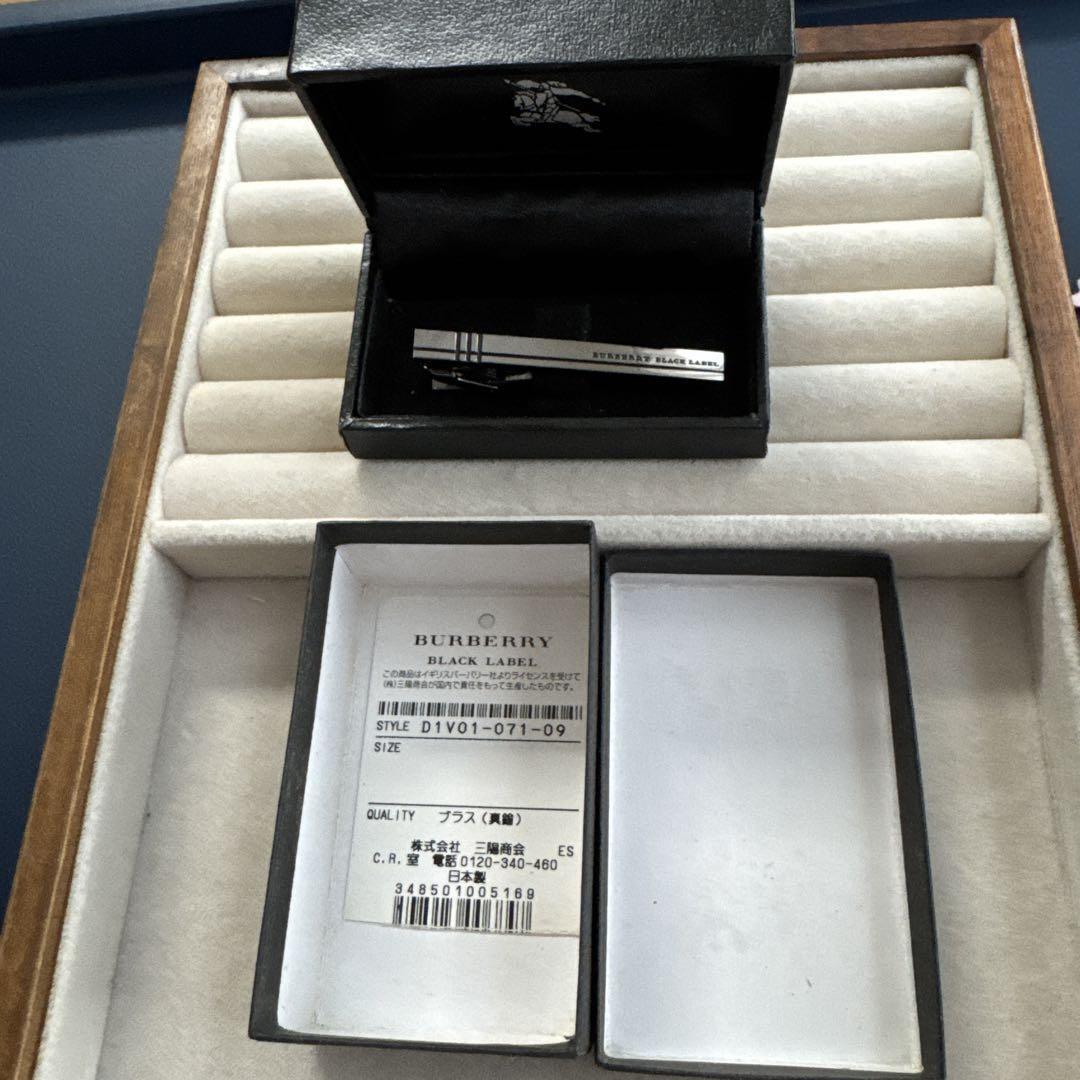 BURBERRY BLACK LABEL
BURBERRY
BLACK LABEL
この商品はイギリスバーバリー社よりライセンスを受けて
(株)三陽商会が国内で責任をもって生産したものです。
STYLE D1V01-071-09
SIZE
QUALITY ブラス(真鍮)
株式会社 三陽商会 ES
C.R.室 電話0120-340-460
日本製
348501005169